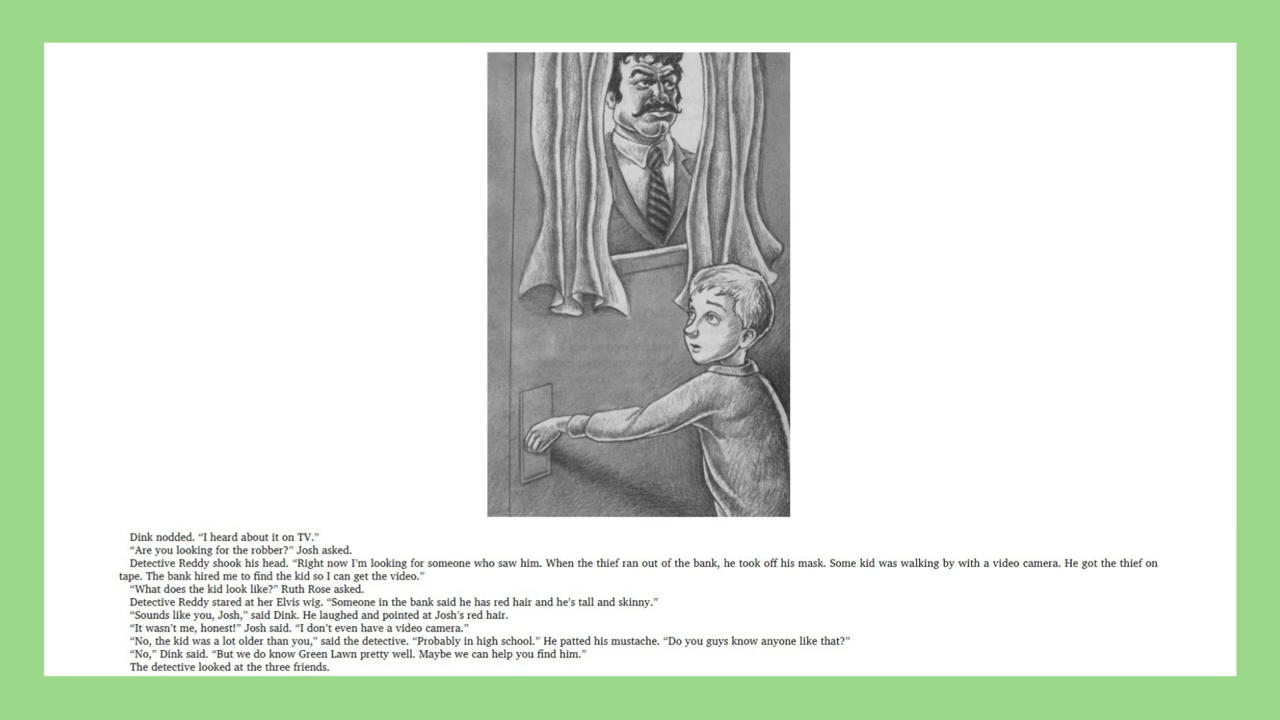 Dink nodded. “I heard about it on TV.”
“Are you looking for the robber?” Josh asked.
Detective Reddy shook his head. “Right now I’m looking for someone who saw him. When the thief ran out of the bank, he took off his mask. Some kid was walking by with a video camera. He got the thief on
tape. The bank hired me to find the kid so I can get the video.”
“What does the kid look like?” Ruth Rose asked.
Detective Reddy stared at her Elvis wig. “Someone in the bank said he has red hair and he’s tall and skinny.”
“Sounds like you, Josh,” said Dink. He laughed and pointed at Josh’s red hair.
“It wasn’t me, honest!” Josh said. “I don’t even have a video camera.”
“No, the kid was a lot older than you,” said the detective. “Probably in high school.” He patted his mustache. “Do you guys know anyone like that?”
“No,” Dink said. “But we do know Green Lawn pretty well. Maybe we can help you find him.”
The detective looked at the three friends.